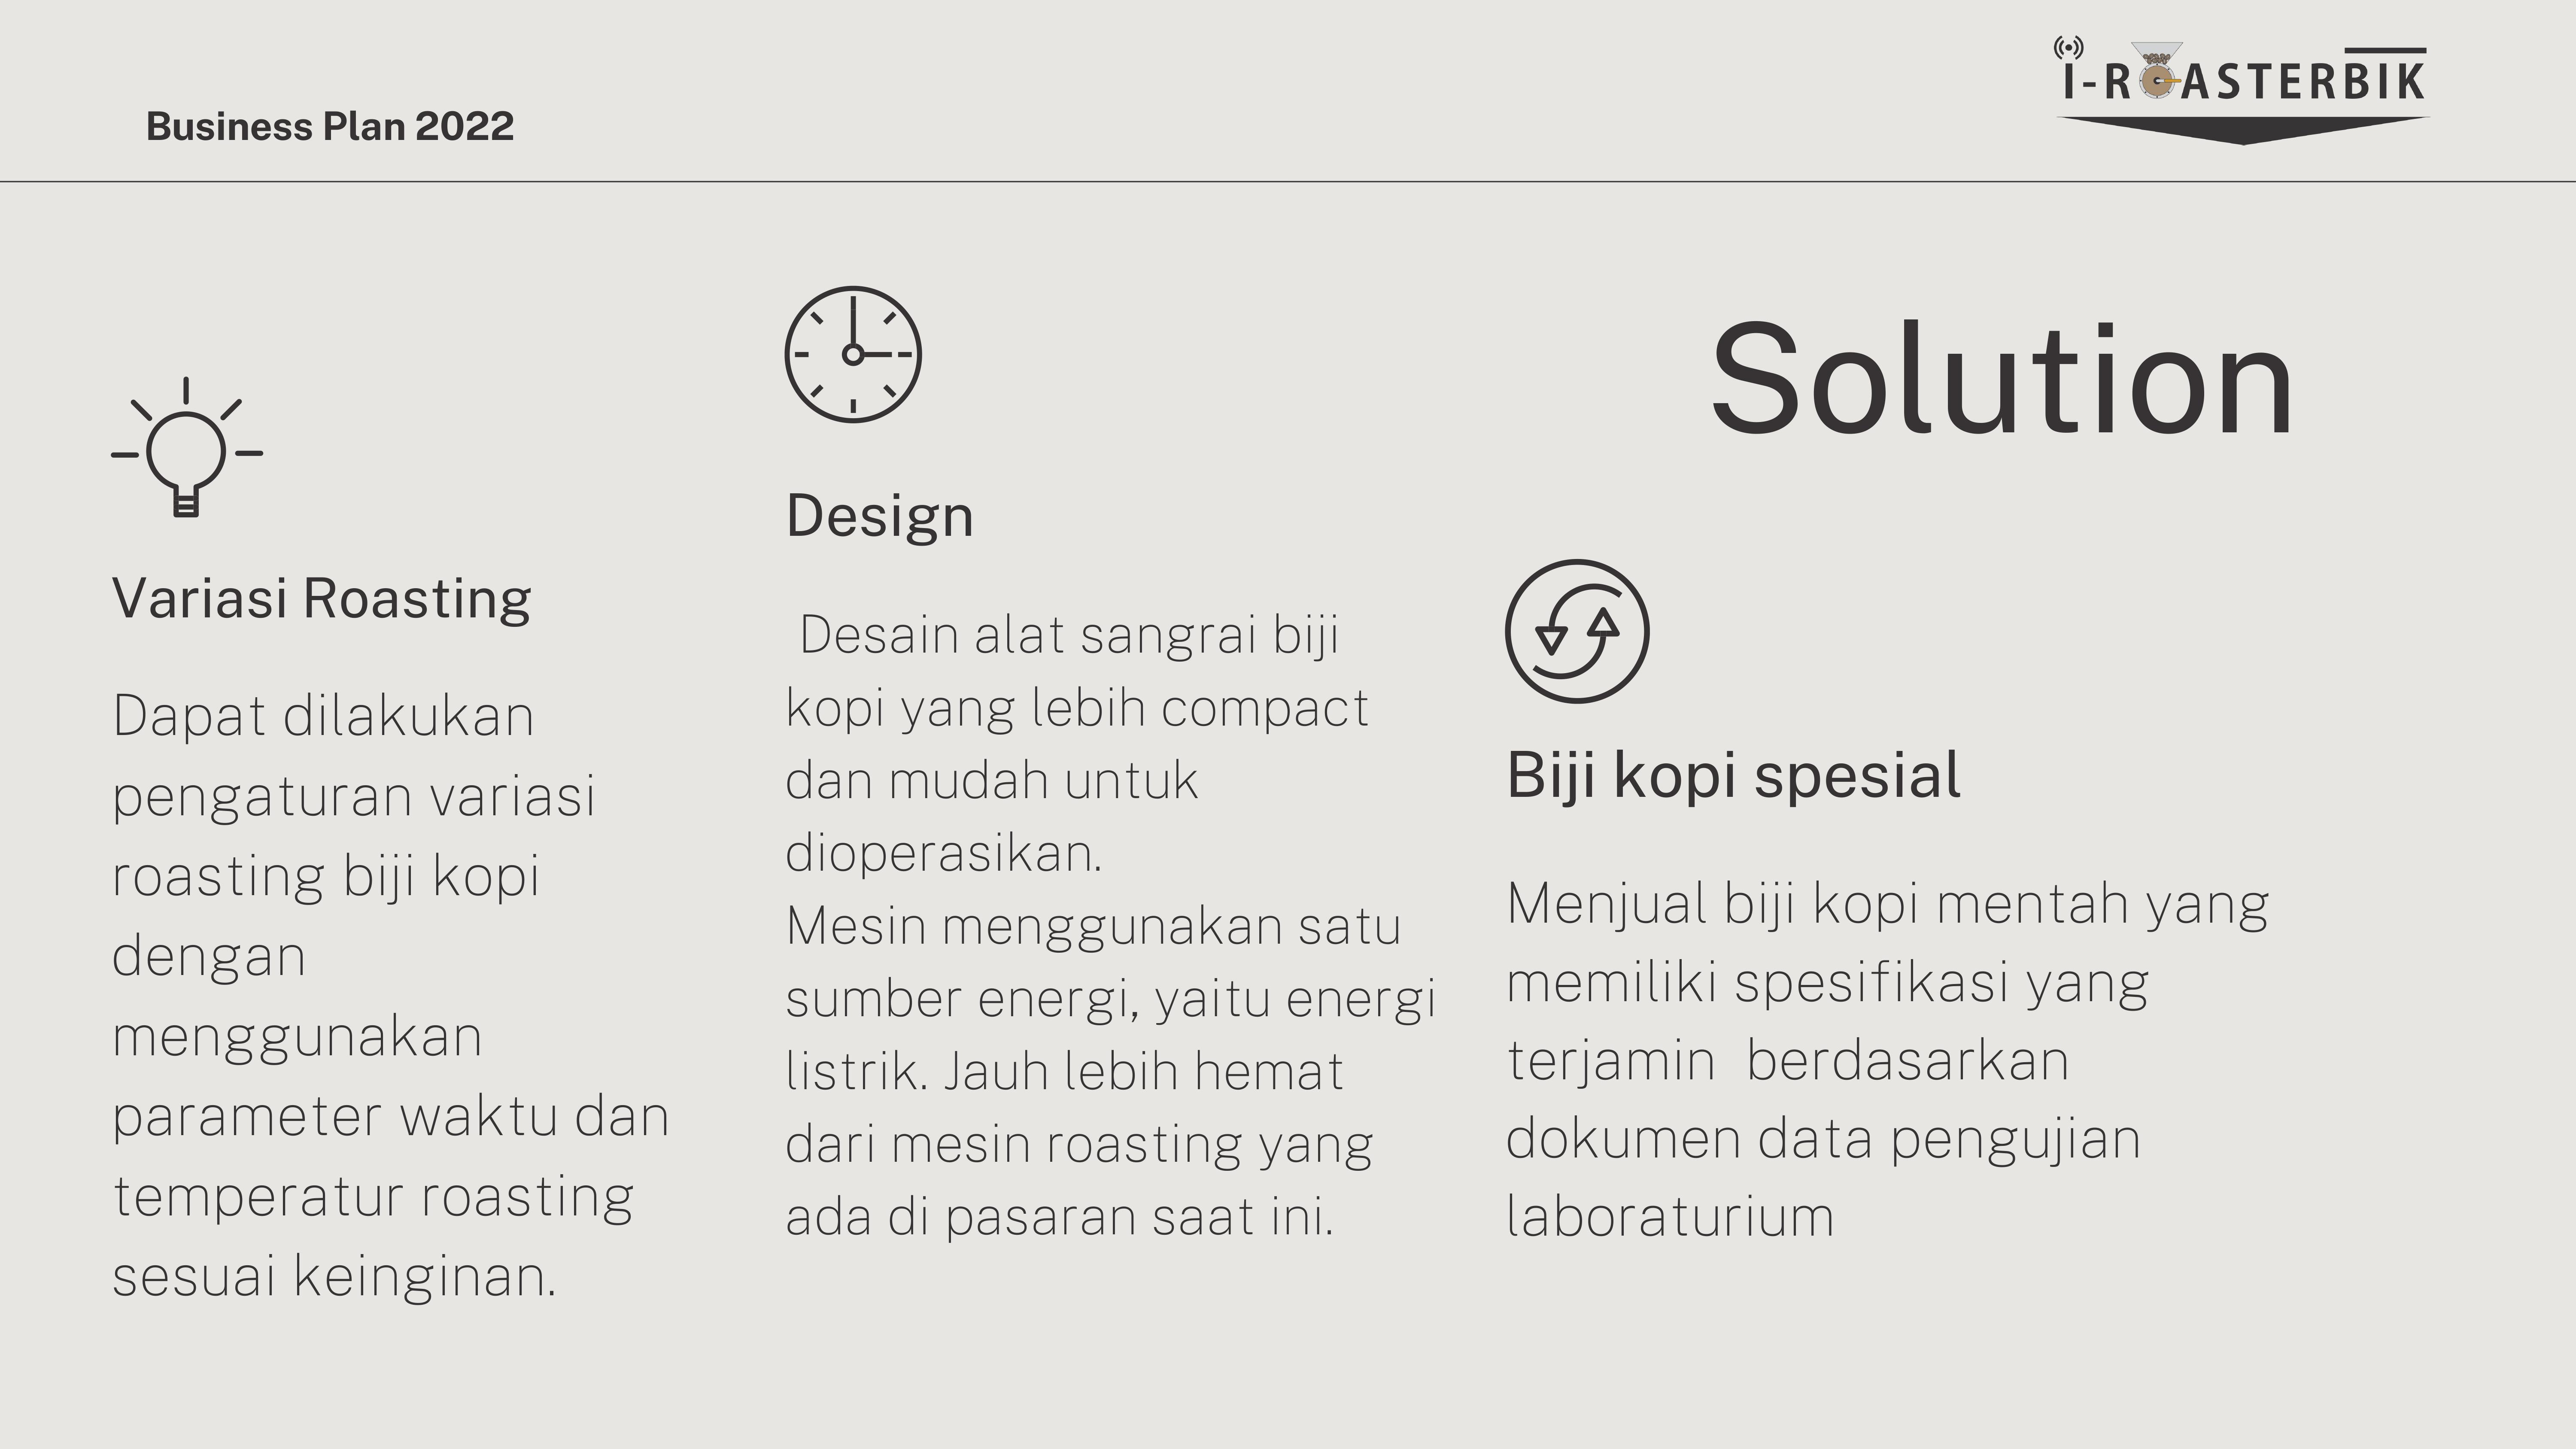 Business Plan 2022
I-ROASTERBIK
Solution
Variasi Roasting
Dapat dilakukan
pengaturan variasi
roasting biji kopi
dengan
menggunakan
parameter waktu dan
temperatur roasting
sesuai keinginan.
Design
Desain alat sangrai biji
kopi yang lebih compact
dan mudah untuk
dioperasikan.
Mesin menggunakan satu
sumber energi, yaitu energi
listrik. Jauh lebih hemat
dari mesin roasting yang
ada di pasaran saat ini.
Biji kopi spesial
Menjual biji kopi mentah yang
memiliki spesifikasi yang
terjamin  berdasarkan
dokumen data pengujian
laboraturium